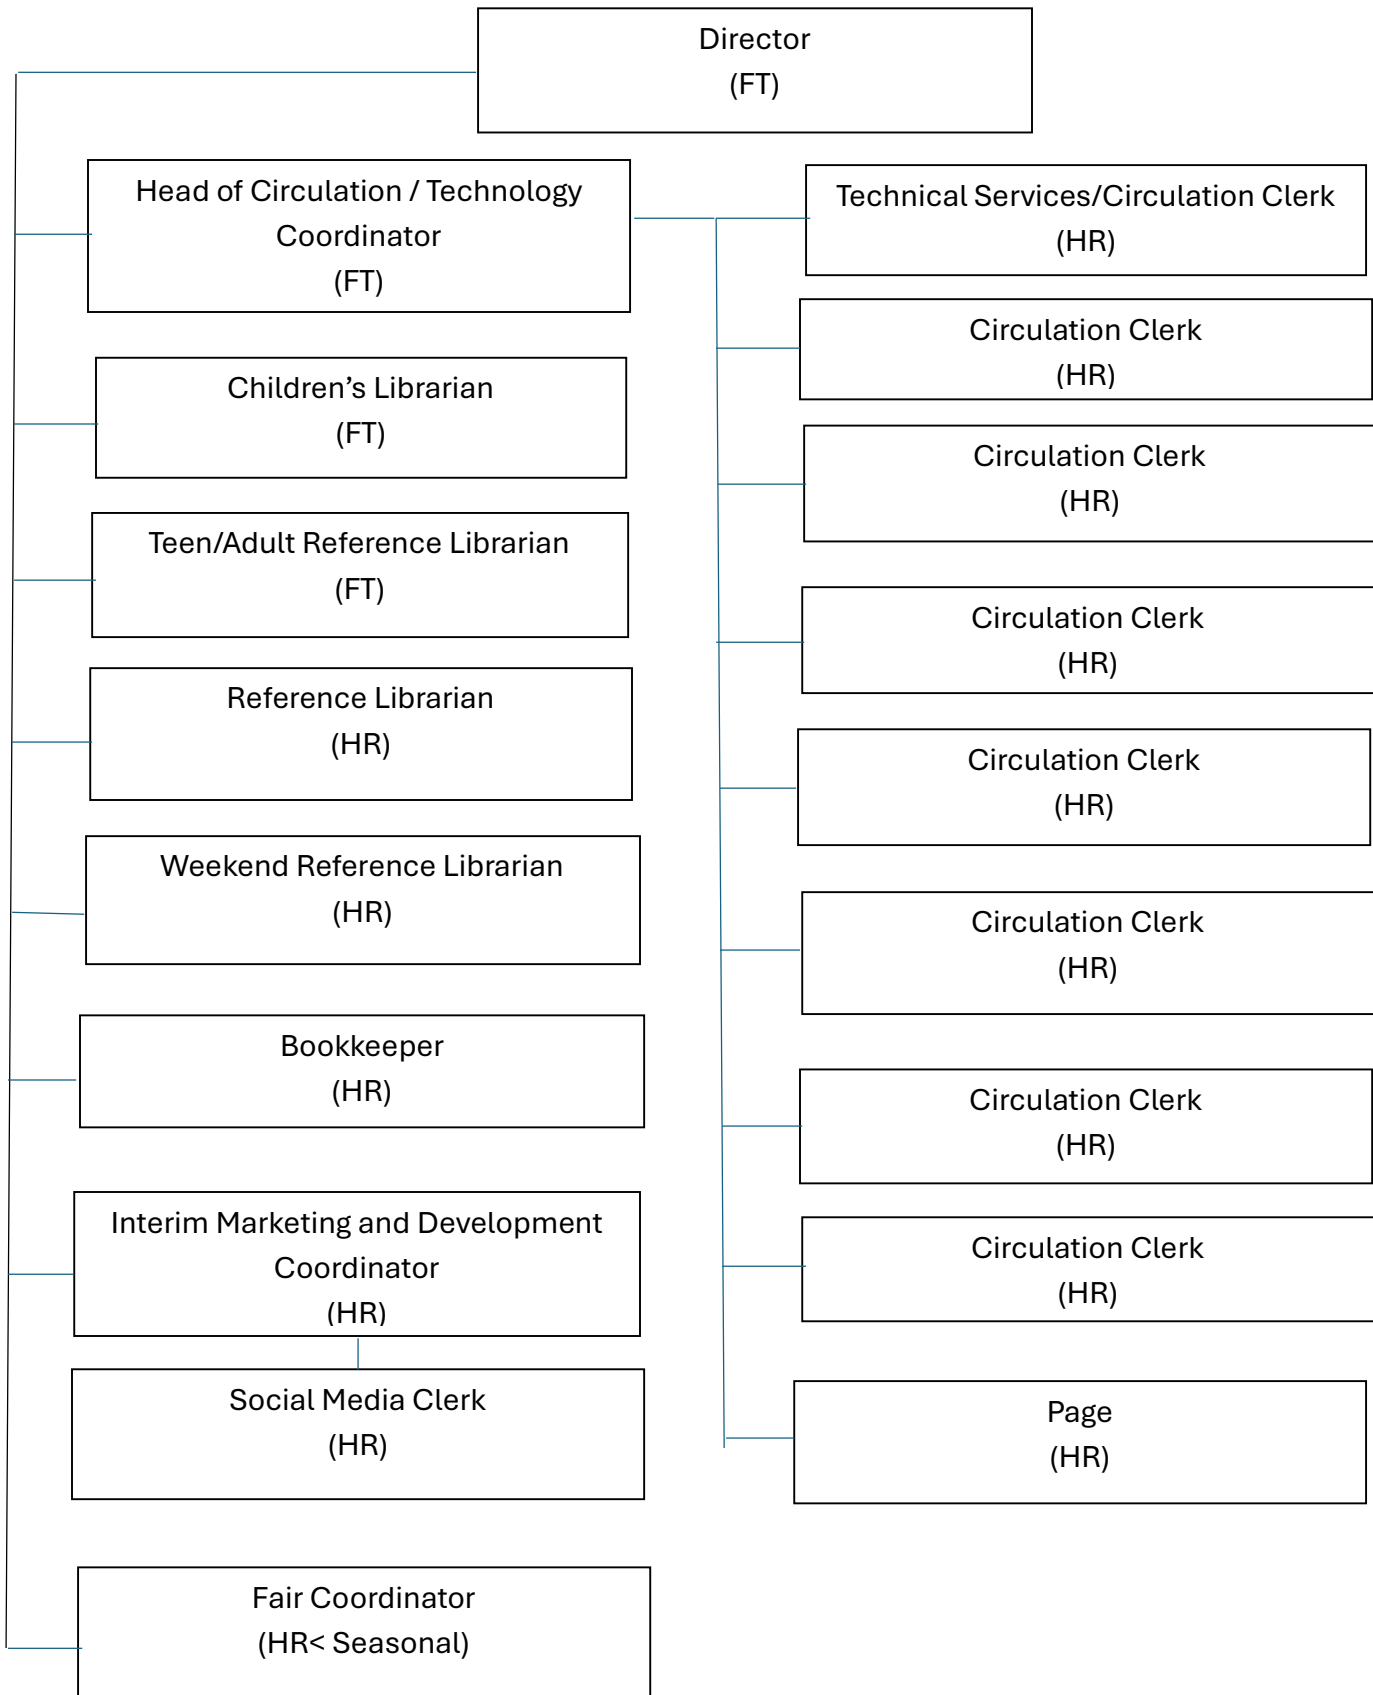 Director
(FT)
Head of Circulation / Technology
Coordinator
(FT)
Children’s Librarian
(FT)
Teen/Adult Reference Librarian
(FT)
Reference Librarian
(HR)
Weekend Reference Librarian
(HR)
Bookkeeper
(HR)
Interim Marketing and Development
Coordinator
(HR)
Social Media Clerk
(HR)
Fair Coordinator
(HR< Seasonal)
Technical Services/Circulation Clerk
(HR)
Circulation Clerk
(HR)
Circulation Clerk
(HR)
Circulation Clerk
(HR)
Circulation Clerk
(HR)
Circulation Clerk
(HR)
Circulation Clerk
(HR)
Circulation Clerk
(HR)
Page
(HR)